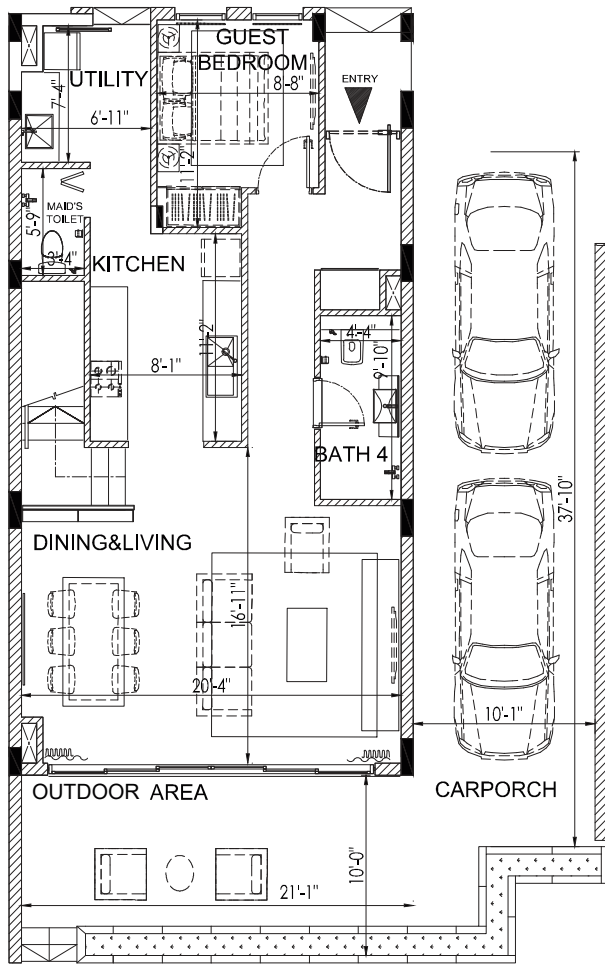 GUEST
BEDROOM
8'-8"
11'-2"
UTILITY
7'-4"
6'-11"
ENTRY
MAID'S
TOILET
5'-9"
3'-4"
KITCHEN
11'-2"
8'-1"
4'-4"
9'-10"
BATH 4
37'-10"
DINING&LIVING
16'-11"
20'-4"
10'-1"
OUTDOOR AREA
CARPORCH
10'-0"
21'-1"